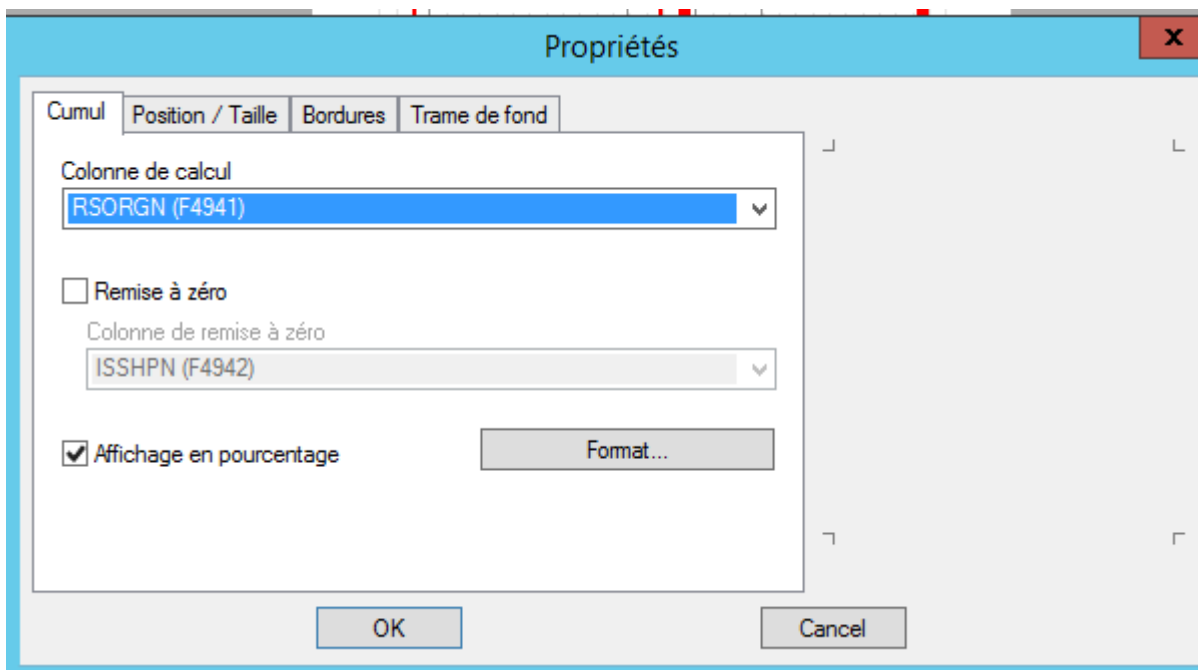 Propriétés
x
Cumul
Position / Taille
Bordures
Trame de fond
Colonne de calcul
RSORGN (F4941)
Remise à zéro
Colonne de remise à zéro
ISSHPN (F4942)
Affichage en pourcentage
Format...
OK
Cancel